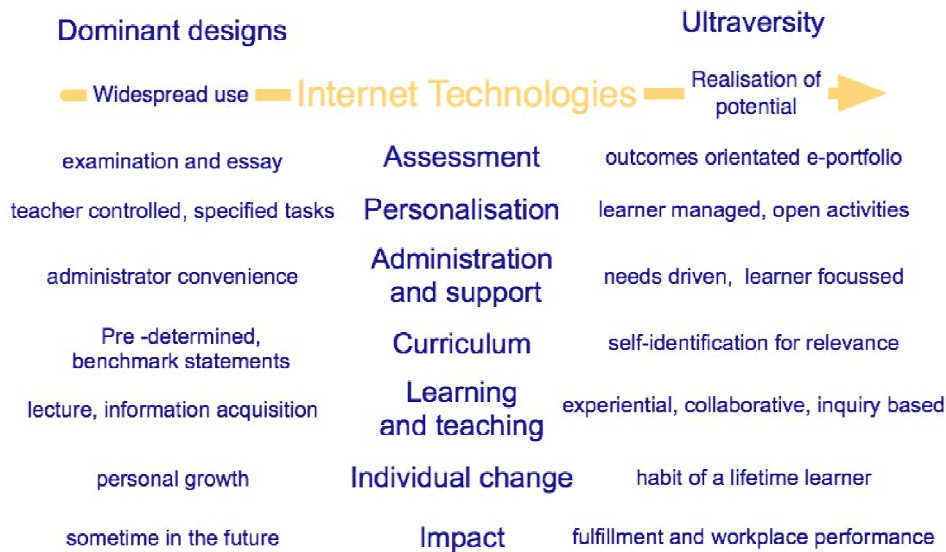 Dominant designs
Ultraversity
Widespread use
Internet Technologies
Realisation of
potential
examination and essay
Assessment
outcomes orientated e-portfolio
teacher controlled, specified tasks
Personalisation
learner managed, open activities
administrator convenience
Administration
and support
needs driven, learner focussed
Pre -determined,
benchmark statements
Curriculum
self-identification for relevance
lecture, information acquisition
Learning
and teaching
experiential, collaborative, inquiry based
personal growth
Individual change
habit of a lifetime learner
sometime in the future
Impact
fulfillment and workplace performance